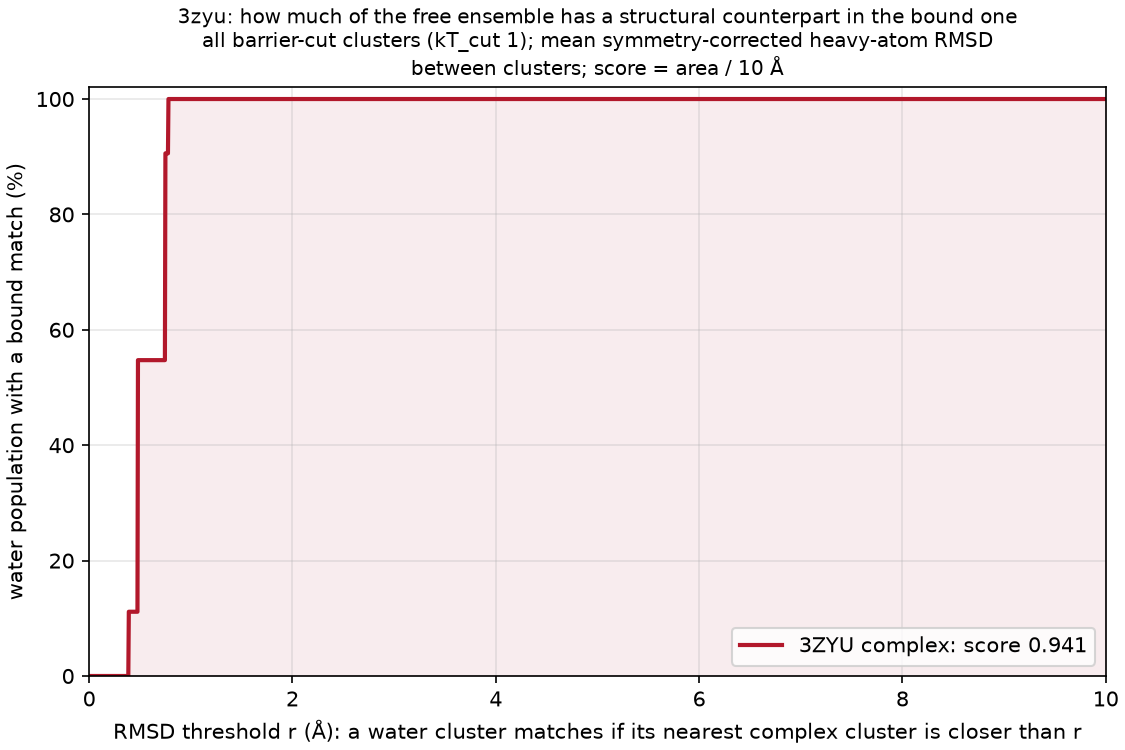 3zyu: how much of the free ensemble has a structural counterpart in the bound one
all barrier-cut clusters (kT_cut 1); mean symmetry-corrected heavy-atom RMSD
between clusters; score = area / 10 Å
water population with a bound match (%)
100
80
60
40
20
0
3ZYU complex: score 0.941
0 2 4 6 8 10
RMSD threshold r (Å): a water cluster matches if its nearest complex cluster is closer than r